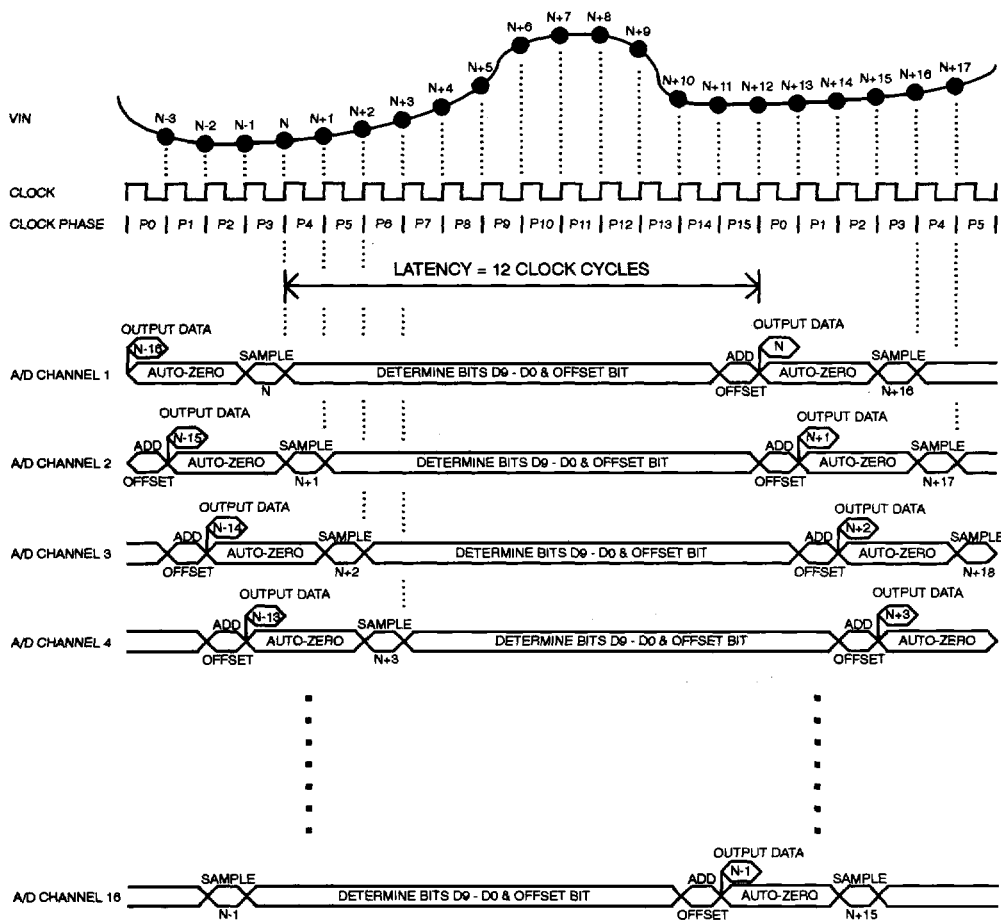 N+6 N+7 N+8 N+9
N+5
N+4
N+3
N+2
N+1
N
N-1
N-2
N-3
N+10 N+11 N+12 N+13 N+14 N+15 N+16 N+17
VIN
CLOCK
CLOCK PHASE P0 P1 P2 P3 P4 P5 P6 P7 P8 P9 P10 P11 P12 P13 P14 P15 P0 P1 P2 P3 P4 P5
LATENCY = 12 CLOCK CYCLES
OUTPUT DATA OUTPUT DATA
N-16 SAMPLE ADD N SAMPLE
A/D CHANNEL 1 AUTO-ZERO DETERMINE BITS D9 - D0 & OFFSET BIT AUTO-ZERO
N OFFSET N+16
OUTPUT DATA OUTPUT DATA
ADD N-15 SAMPLE ADD N+1 SAMPLE
A/D CHANNEL 2 AUTO-ZERO DETERMINE BITS D9 - D0 & OFFSET BIT AUTO-ZERO
OFFSET N+1 OFFSET N+17
OUTPUT DATA OUTPUT DATA
ADD N-14 SAMPLE ADD N+2 SAMPLE
A/D CHANNEL 3 AUTO-ZERO DETERMINE BITS D9 - D0 & OFFSET BIT AUTO-ZERO
OFFSET N+2 OFFSET N+18
OUTPUT DATA OUTPUT DATA
ADD N-13 SAMPLE ADD N+3
A/D CHANNEL 4 AUTO-ZERO DETERMINE BITS D9 - D0 & OFFSET BIT AUTO-ZERO
OFFSET N+3 OFFSET
OUTPUT DATA
SAMPLE ADD N-1 SAMPLE
A/D CHANNEL 16 DETERMINE BITS D9 - D0 & OFFSET BIT AUTO-ZERO
N-1 OFFSET N+15